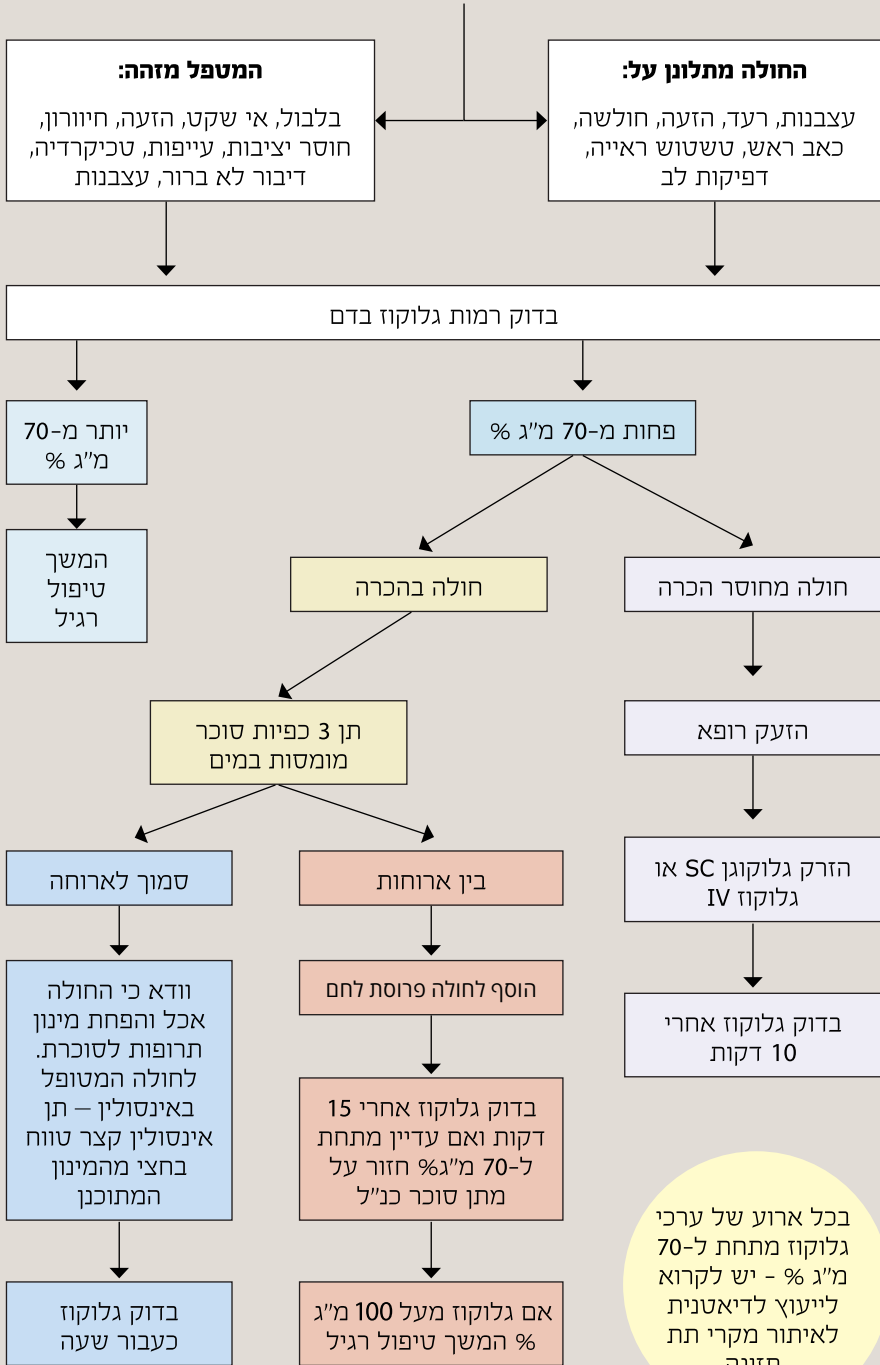 החולה מתלונן על:
עצבנות, רעד, הזעה, חולשה,
כאב ראש, טשטוש ראייה,
דפיקות לב
המטפל מזהה:
בלבול, אי שקט, הזעה, חיוורון,
חוסר יציבות, עייפות, טכיקרדיה,
דיבור לא ברור, עצבנות
בדוק רמות גלוקוז בדם
פחות מ-70 מ"ג %
יותר מ-70
מ"ג %
המשך
טיפול
רגיל
חולה מחוסר הכרה
חולה בהכרה
הזעק רופא
תן 3 כפיות סוכר
מומסות במים
הזרק גלוקוגן SC או
גלוקוז IV
בדוק גלוקוז אחרי
10 דקות
בין ארוחות
הוסף לחולה פרוסת לחם
בדוק גלוקוז אחרי 15
דקות ואם עדיין מתחת
ל-70 מ"ג% חזור על
מתן סוכר כנ"ל
אם גלוקוז מעל 100 מ"ג
% המשך טיפול רגיל
סמוך לארוחה
וודא כי החולה
אכל והפחת מינון
תרופות לסוכרת.
לחולה המטופל
באינסולין – תן
אינסולין קצר טווח
בחצי מהמינון
המתוכנן
בדוק גלוקוז
כעבור שעה
בכל ארוע של ערכי
גלוקוז מתחת ל-70
מ"ג % - יש לקרוא
לייעוץ לדיאטנית
לאיתור מקרי תת
תזונה